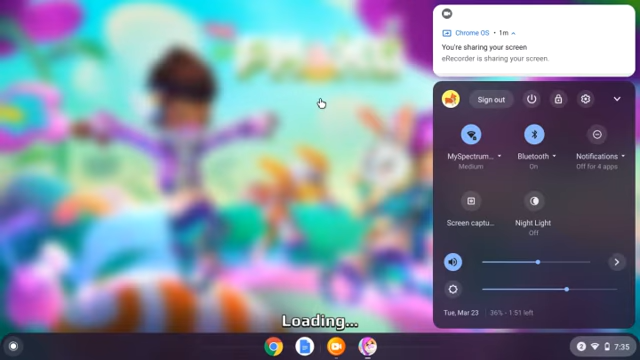 Chrome OS • 1m
You're sharing your screen
eRecorder is sharing your screen.
Sign out
MySpectrum...
Medium
Bluetooth
On
Notifications
Off for 4 apps
Screen captu...
Night Light
Off
Tue, Mar 23
36% - 1:51 left
Loading...
2
7:35